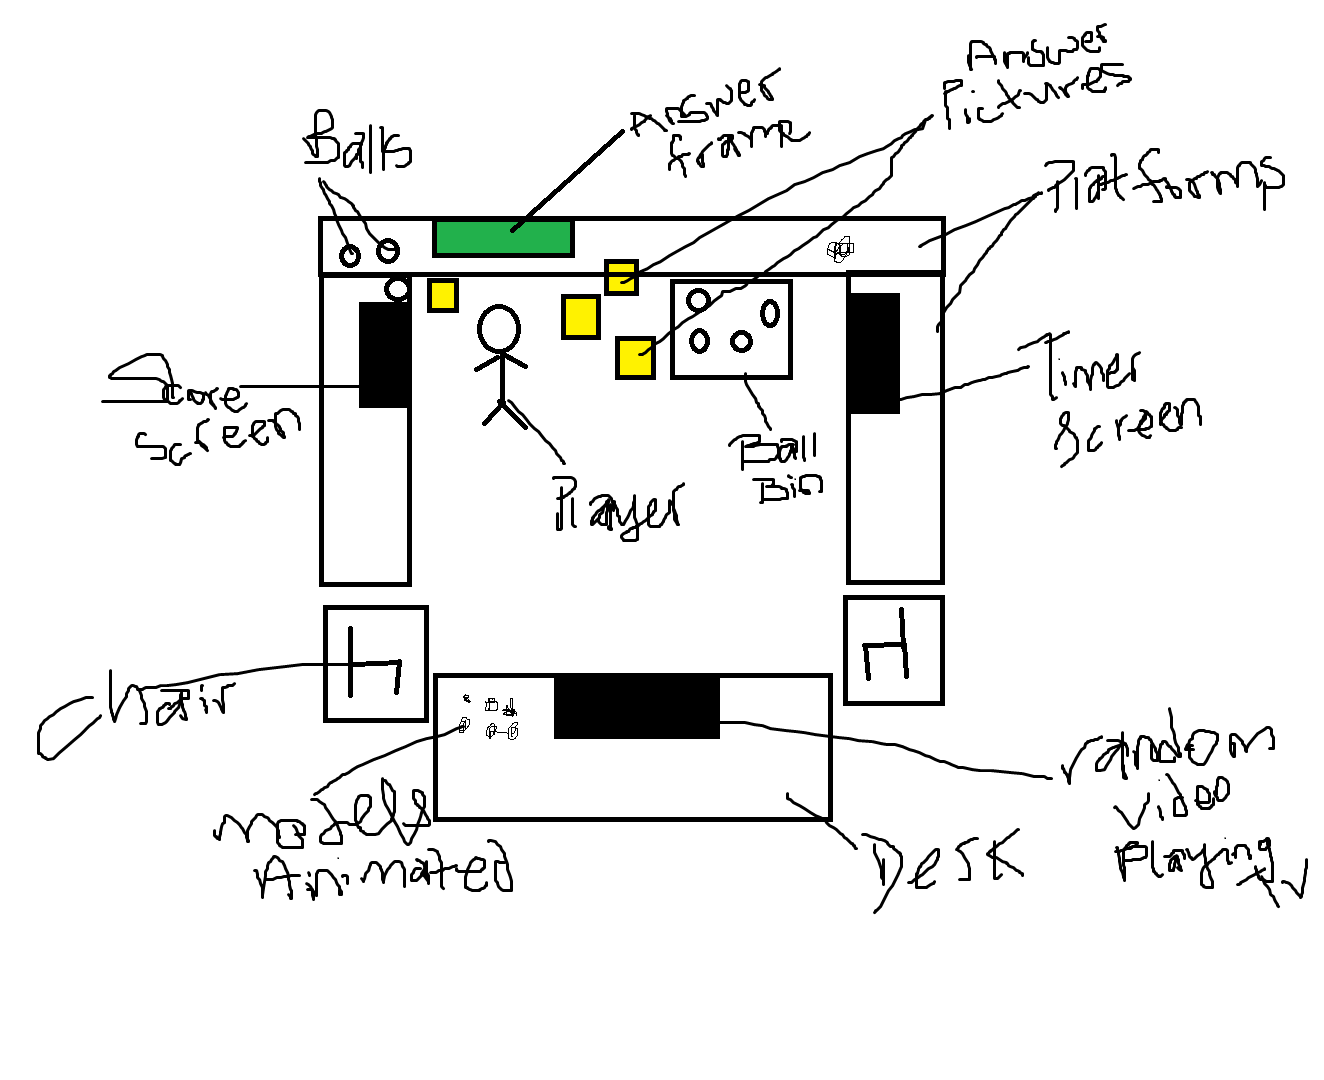 Answer
Pictures
Answer
frame
Balls
Platforms
Score
screen
Timer
screen
Ball
Bin
Player
chair
models
Animated
random
video
Playing
tv
Desk